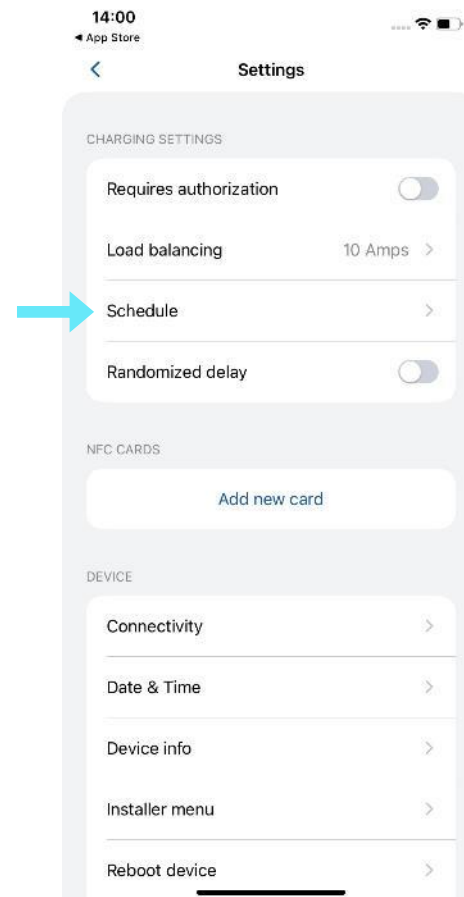 14:00
◀ App Store
Settings
CHARGING SETTINGS
Requires authorization
Load balancing 10 Amps >
Schedule >
Randomized delay
NFC CARDS
Add new card
DEVICE
Connectivity >
Date & Time >
Device info >
Installer menu >
Reboot device >